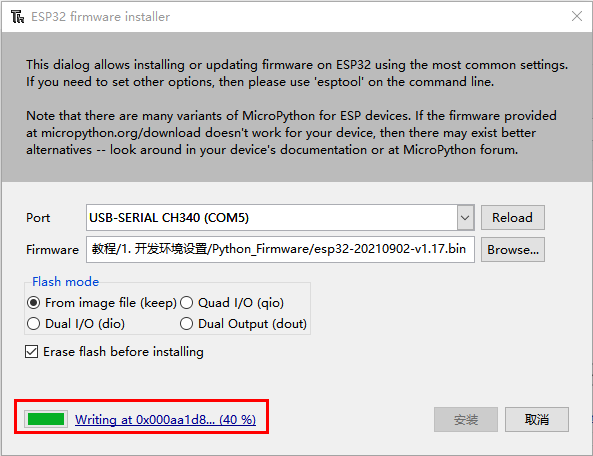 ESP32 firmware installer
This dialog allows installing or updating firmware on ESP32 using the most common settings.
If you need to set other options, then please use 'esptool' on the command line.
Note that there are many variants of MicroPython for ESP devices. If the firmware provided
at micropython.org/download doesn't work for your device, then there may exist better
alternatives -- look around in your device's documentation or at MicroPython forum.
Port USB-SERIAL CH340 (COM5) Reload
Firmware 教程/1. 开发环境设置/Python_Firmware/esp32-20210902-v1.17.bin Browse...
Flash mode
From image file (keep) Quad I/O (qio)
Dual I/O (dio) Dual Output (dout)
Erase flash before installing
Writing at 0x000aa1d8... (40 %) 安装 取消